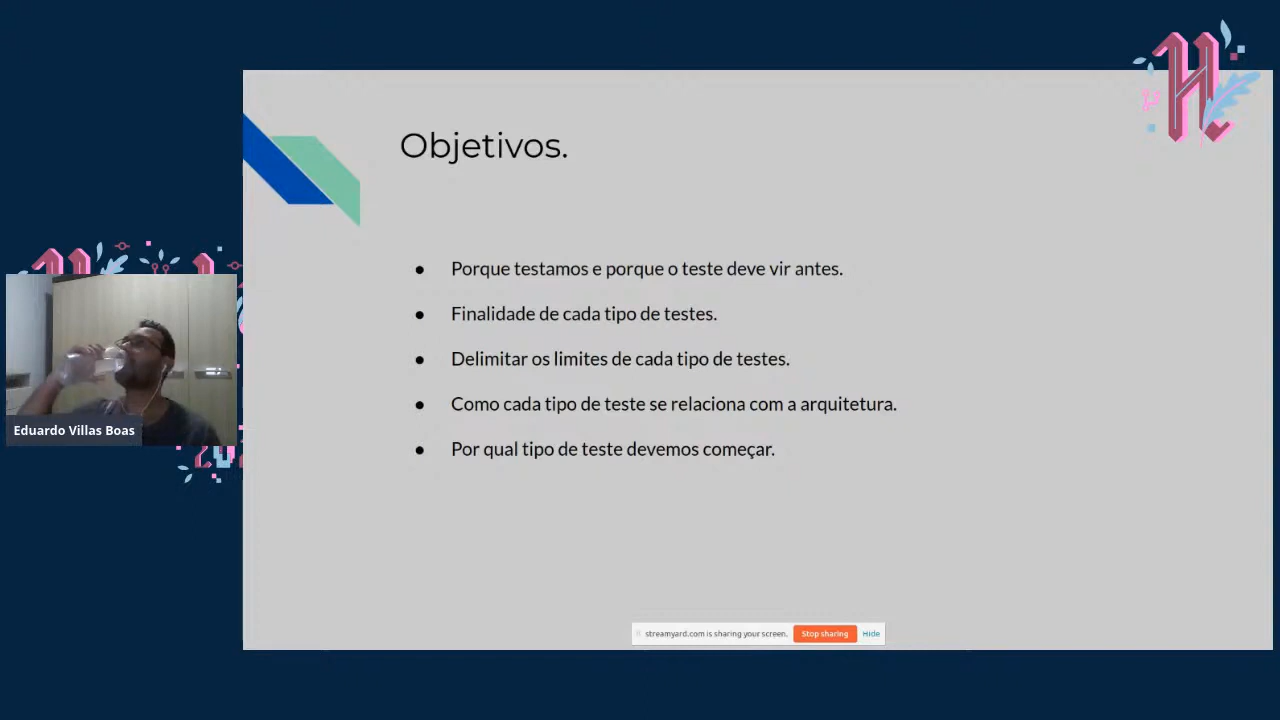 Objetivos.
● Porque testamos e porque o teste deve vir antes.
● Finalidade de cada tipo de testes.
● Delimitar os limites de cada tipo de testes.
● Como cada tipo de teste se relaciona com a arquitetura.
● Por qual tipo de teste devemos começar.
Eduardo Villas Boas
streamyard.com is sharing your screen. Stop sharing Hide
H